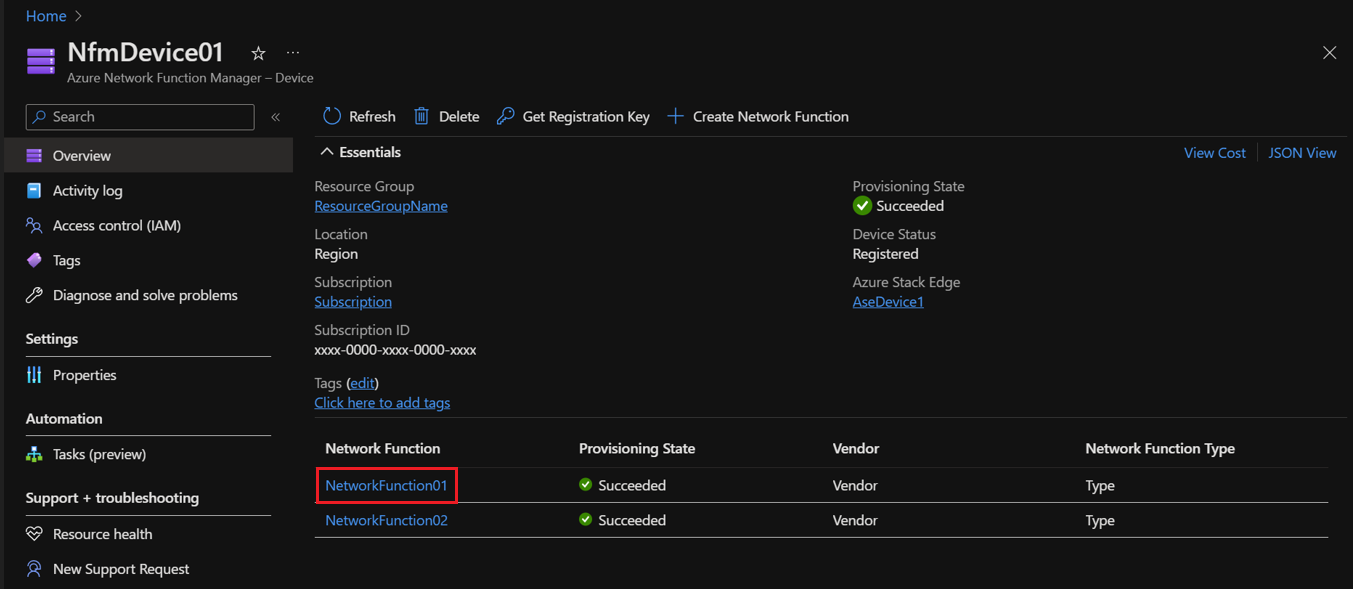 Home
NfmDevice01
Azure Network Function Manager – Device
Search
Overview
Activity log
Access control (IAM)
Tags
Diagnose and solve problems
Settings
Properties
Automation
Tasks (preview)
Support + troubleshooting
Resource health
New Support Request
Refresh Delete Get Registration Key Create Network Function
Essentials View Cost JSON View
Resource Group
ResourceGroupName
Location
Region
Subscription
Subscription
Subscription ID
xxxx-0000-xxxx-0000-xxxx
Tags (edit)
Click here to add tags
Provisioning State
Succeeded
Device Status
Registered
Azure Stack Edge
AseDevice1
Network Function Provisioning State Vendor Network Function Type
NetworkFunction01 Succeeded Vendor Type
NetworkFunction02 Succeeded Vendor Type